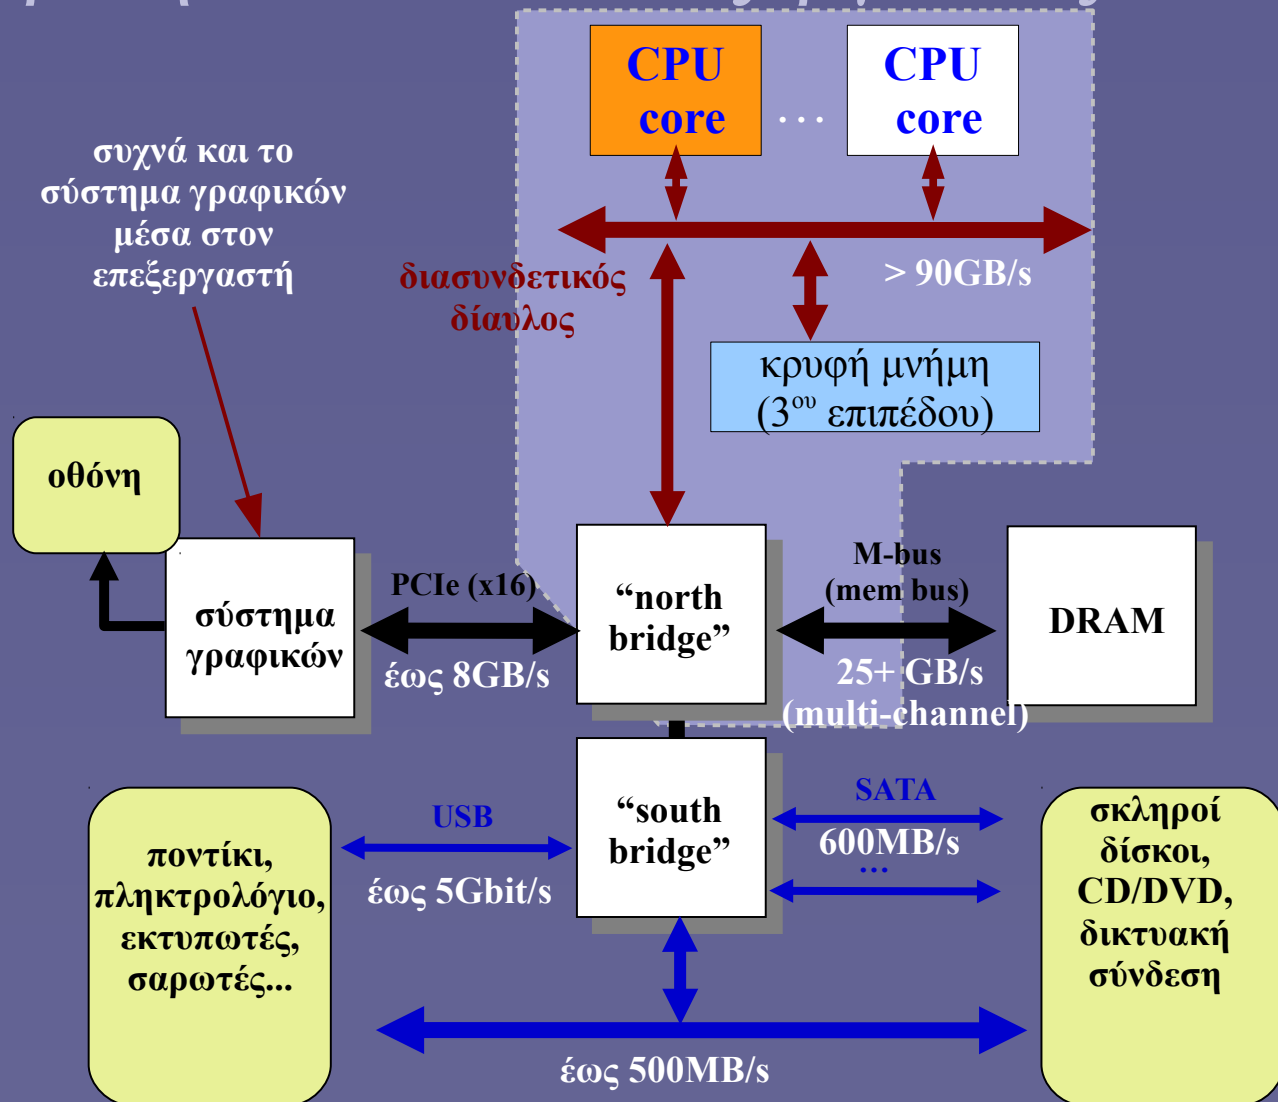 CPU
core
...
CPU
core
συχνά και το
σύστημα γραφικών
μέσα στον
επεξεργαστή
διασυνδετικός
δίαυλος
> 90GB/s
κρυφή μνήμη
(3ου επιπέδου)
οθόνη
σύστημα
γραφικών
PCIe (x16)
έως 8GB/s
“north
bridge”
M-bus
(mem bus)
25+ GB/s
(multi-channel)
DRAM
“south
bridge”
USB
έως 5Gbit/s
SATA
600MB/s
...
ποντίκι,
πληκτρολόγιο,
εκτυπωτές,
σαρωτές...
σκληροί
δίσκοι,
CD/DVD,
δικτυακή
σύνδεση
έως 500MB/s